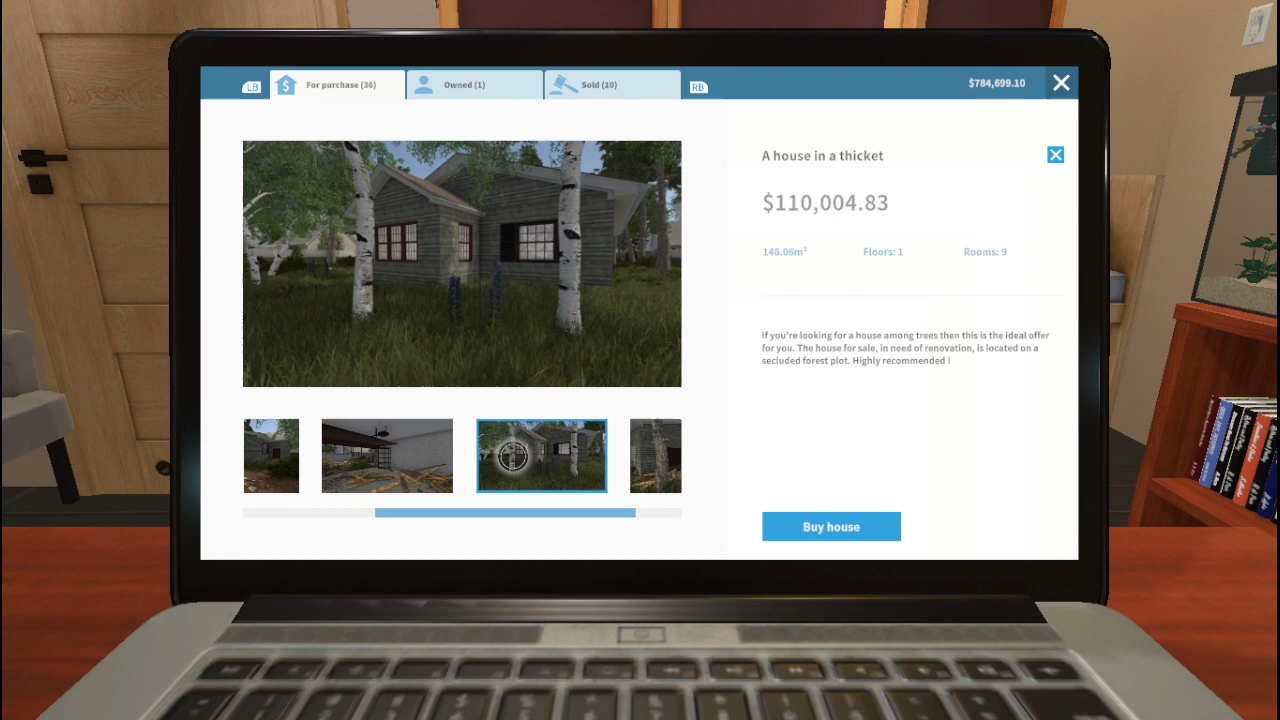 LB
For purchase (36)
Owned (1)
Sold (10)
RB
$784,699.10
A house in a thicket
$110,004.83
146.06m²
Floors: 1
Rooms: 9
If you're looking for a house among trees then this is the ideal offer
for you. The house for sale, in need of renovation, is located on a
secluded forest plot. Highly recommended !
Buy house